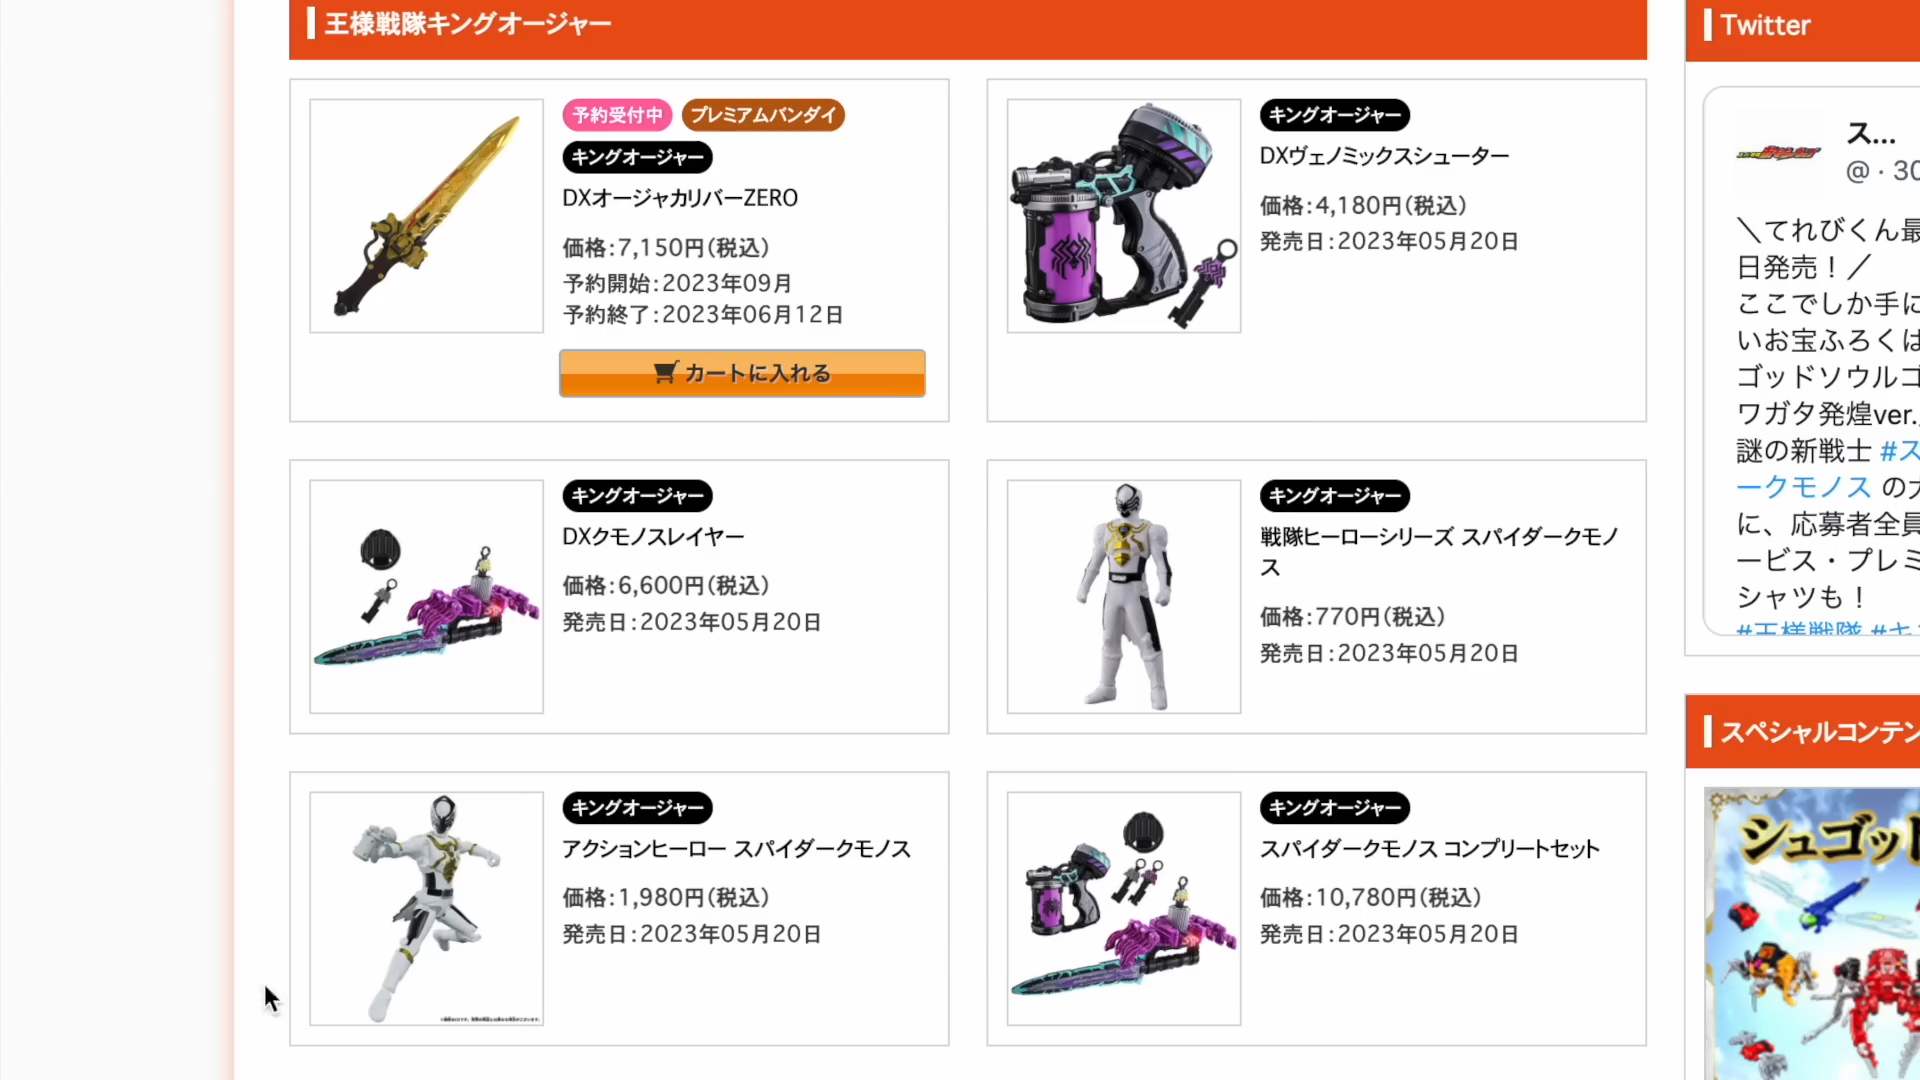 王様戦隊キングオージャー
予約受付中 プレミアムバンダイ
キングオージャー
DXオージャカリバーZERO
価格:7,150円(税込)
予約開始:2023年09月
予約終了:2023年06月12日
カートに入れる
キングオージャー
DXヴェノミックスシューター
価格:4,180円(税込)
発売日:2023年05月20日
キングオージャー
DXクモノスレイヤー
価格:6,600円(税込)
発売日:2023年05月20日
キングオージャー
戦隊ヒーローシリーズ スパイダークモノ
ス
価格:770円(税込)
発売日:2023年05月20日
キングオージャー
アクションヒーロー スパイダークモノス
価格:1,980円(税込)
発売日:2023年05月20日
キングオージャー
スパイダークモノス コンプリートセット
価格:10,780円(税込)
発売日:2023年05月20日
Twitter
ス...
@ · 30
＼てれびくん最
日発売！／
ここでしか手に
いお宝ふろくは
ゴッドソウルゴ
ワガタ発煌ver.
謎の新戦士 #ス
ークモノス のナ
に、応募者全員
ービス・プレミ
シャツも！
#王様戦隊 #キ
スペシャルコンテン
シュゴッド